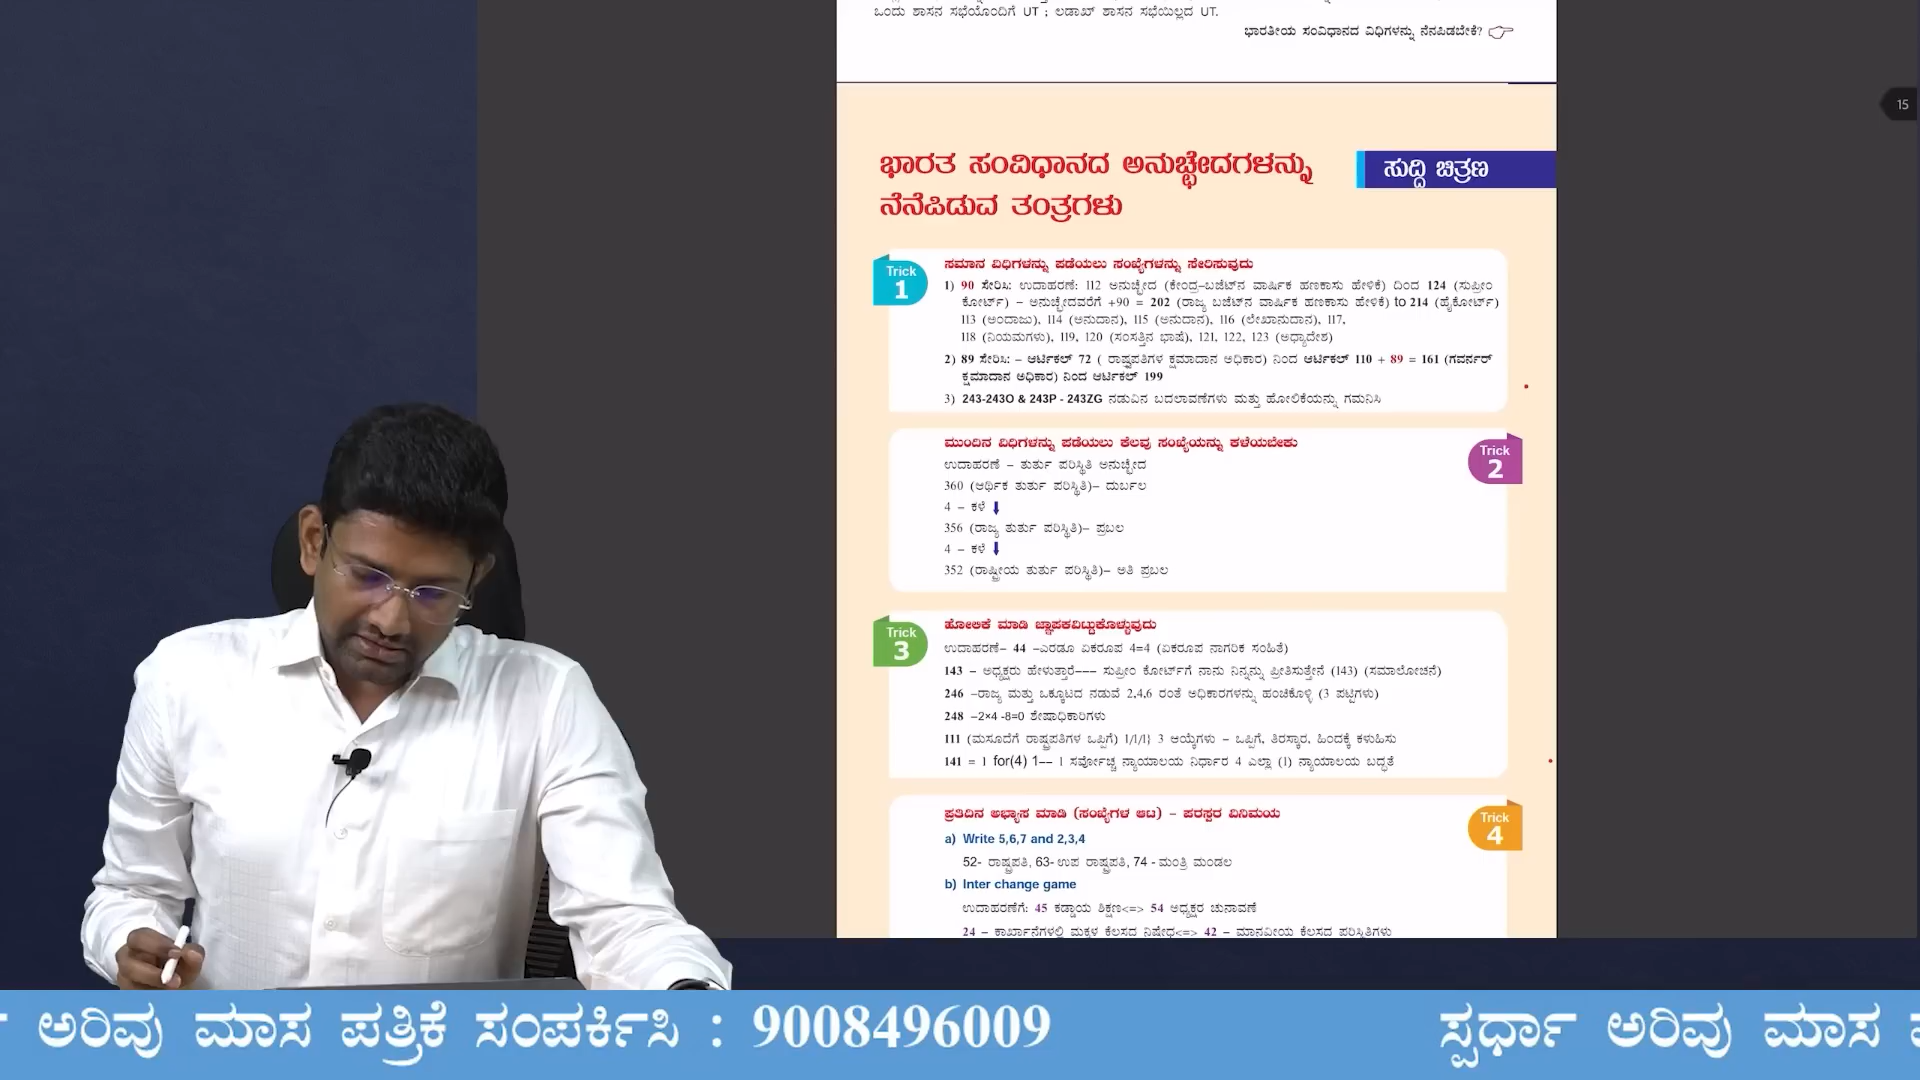 ಒಂದು ಶಾಸನ ಸಭೆಯೊಂದಿಗೆ UT ; ಲಡಾಖ್ ಶಾಸನ ಸಭೆಯಿಲ್ಲದ UT.
ಭಾರತೀಯ ಸಂವಿಧಾನದ ವಿಧಿಗಳನ್ನು ನೆನಪಿಡಬೇಕೆ?
15
ಭಾರತ ಸಂವಿಧಾನದ ಅನುಚ್ಛೇದಗಳನ್ನು
ನೆನೆಪಿಡುವ ತಂತ್ರಗಳು
ಸುದ್ದಿ ಚಿತ್ರಣ
Trick 1
ಸಮಾನ ವಿಧಿಗಳನ್ನು ಪಡೆಯಲು ಸಂಖ್ಯೆಗಳನ್ನು ಸೇರಿಸುವುದು
1) 90 ಸೇರಿಸಿ: ಉದಾಹರಣೆ: 112 ಅನುಚ್ಛೇದ (ಕೇಂದ್ರ-ಬಜೆಟ್‌ನ ವಾರ್ಷಿಕ ಹಣಕಾಸು ಹೇಳಿಕೆ) ದಿಂದ 124 (ಸುಪ್ರೀಂ
ಕೋರ್ಟ್) – ಅನುಚ್ಛೇದವರೆಗೆ +90 = 202 (ರಾಜ್ಯ ಬಜೆಟ್‌ನ ವಾರ್ಷಿಕ ಹಣಕಾಸು ಹೇಳಿಕೆ) to 214 (ಹೈಕೋರ್ಟ್)
113 (ಅಂದಾಜು), 114 (ಅನುದಾನ), 115 (ಅನುದಾನ), 116 (ಲೇಖಾನುದಾನ), 117,
118 (ನಿಯಮಗಳು), 119, 120 (ಸಂಸತ್ತಿನ ಭಾಷೆ), 121, 122, 123 (ಅಧ್ಯಾದೇಶ)
2) 89 ಸೇರಿಸಿ: – ಆರ್ಟಿಕಲ್ 72 ( ರಾಷ್ಟ್ರಪತಿಗಳ ಕ್ಷಮಾದಾನ ಅಧಿಕಾರ) ನಿಂದ ಆರ್ಟಿಕಲ್ 110 + 89 = 161 (ಗವರ್ನರ್
ಕ್ಷಮಾದಾನ ಅಧಿಕಾರ) ನಿಂದ ಆರ್ಟಿಕಲ್ 199
3) 243-243O & 243P - 243ZG ನಡುವಿನ ಬದಲಾವಣೆಗಳು ಮತ್ತು ಹೋಲಿಕೆಯನ್ನು ಗಮನಿಸಿ
Trick 2
ಮುಂದಿನ ವಿಧಿಗಳನ್ನು ಪಡೆಯಲು ಕೆಲವು ಸಂಖ್ಯೆಯನ್ನು ಕಳೆಯಬೇಕು
ಉದಾಹರಣೆ – ತುರ್ತು ಪರಿಸ್ಥಿತಿ ಅನುಚ್ಛೇದ
360 (ಆರ್ಥಿಕ ತುರ್ತು ಪರಿಸ್ಥಿತಿ)– ದುರ್ಬಲ
4 – ಕಳೆ
356 (ರಾಜ್ಯ ತುರ್ತು ಪರಿಸ್ಥಿತಿ)– ಪ್ರಬಲ
4 – ಕಳೆ
352 (ರಾಷ್ಟ್ರೀಯ ತುರ್ತು ಪರಿಸ್ಥಿತಿ)– ಅತಿ ಪ್ರಬಲ
Trick 3
ಹೋಲಿಕೆ ಮಾಡಿ ಜ್ಞಾಪಕವಿಟ್ಟುಕೊಳ್ಳುವುದು
ಉದಾಹರಣೆ– 44 –ಎರಡೂ ಏಕರೂಪ 4=4 (ಏಕರೂಪ ನಾಗರಿಕ ಸಂಹಿತೆ)
143 – ಅಧ್ಯಕ್ಷರು ಹೇಳುತ್ತಾರೆ––– ಸುಪ್ರೀಂ ಕೋರ್ಟ್‌ಗೆ ನಾನು ನಿನ್ನನ್ನು ಪ್ರೀತಿಸುತ್ತೇನೆ (143) (ಸಮಾಲೋಚನೆ)
246 –ರಾಜ್ಯ ಮತ್ತು ಒಕ್ಕೂಟದ ನಡುವೆ 2,4,6 ರಂತೆ ಅಧಿಕಾರಗಳನ್ನು ಹಂಚಿಕೊಳ್ಳಿ (3 ಪಟ್ಟಿಗಳು)
248 –2×4 -8=0 ಶೇಷಾಧಿಕಾರಿಗಳು
111 (ಮಸೂದೆಗೆ ರಾಷ್ಟ್ರಪತಿಗಳ ಒಪ್ಪಿಗೆ) 1/1/1} 3 ಆಯ್ಕೆಗಳು – ಒಪ್ಪಿಗೆ, ತಿರಸ್ಕಾರ, ಹಿಂದಕ್ಕೆ ಕಳುಹಿಸು
141 = 1 for(4) 1–– 1 ಸರ್ವೋಚ್ಚ ನ್ಯಾಯಾಲಯ ನಿರ್ಧಾರ 4 ಎಲ್ಲಾ (1) ನ್ಯಾಯಾಲಯ ಬದ್ಧತೆ
Trick 4
ಪ್ರತಿದಿನ ಅಭ್ಯಾಸ ಮಾಡಿ (ಸಂಖ್ಯೆಗಳ ಆಟ) – ಪರಸ್ಪರ ವಿನಿಮಯ
a) Write 5,6,7 and 2,3,4
52- ರಾಷ್ಟ್ರಪತಿ, 63- ಉಪ ರಾಷ್ಟ್ರಪತಿ, 74 - ಮಂತ್ರಿ ಮಂಡಲ
b) Inter change game
ಉದಾಹರಣೆಗೆ: 45 ಕಡ್ಡಾಯ ಶಿಕ್ಷಣ<=> 54 ಅಧ್ಯಕ್ಷರ ಚುನಾವಣೆ
24 – ಕಾರ್ಖಾನೆಗಳಲ್ಲಿ ಮಕ್ಕಳ ಕೆಲಸದ ನಿಷೇಧ<=> 42 – ಮಾನವೀಯ ಕೆಲಸದ ಪರಿಸ್ಥಿತಿಗಳು
ಅರಿವು ಮಾಸ ಪತ್ರಿಕೆ ಸಂಪರ್ಕಿಸಿ : 9008496009 ಸ್ಪರ್ಧಾ ಅರಿವು ಮಾಸ